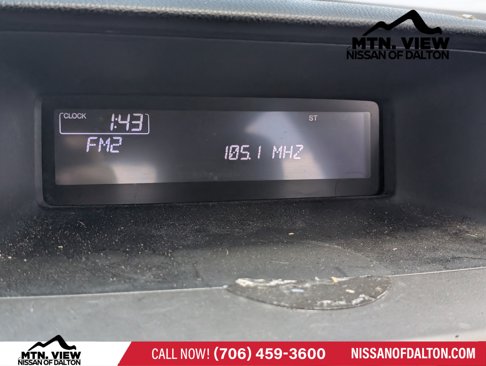 MTN. VIEW
NISSAN OF DALTON
CLOCK 1:43 ST
FM2 105.1 MHZ
MTN. VIEW
NISSAN OF DALTON
CALL NOW! (706) 459-3600
NISSANOFDALTON.COM